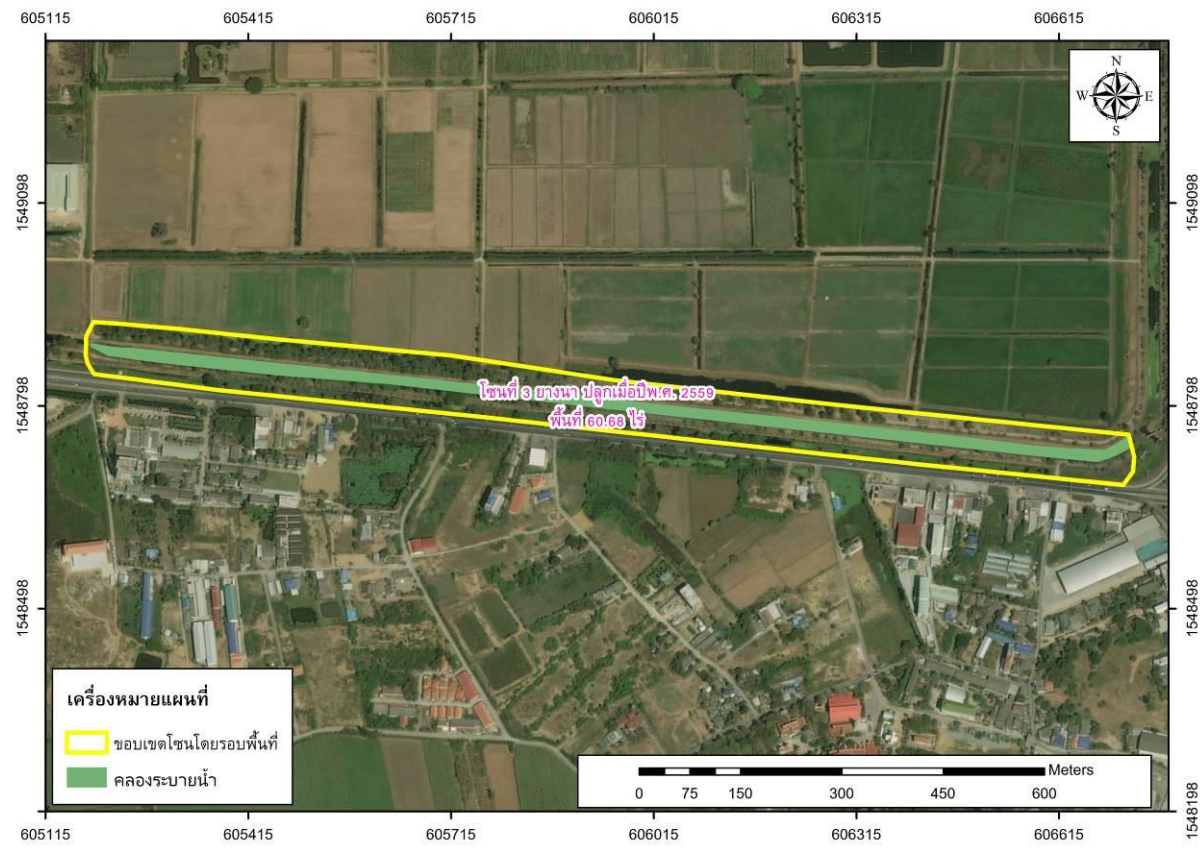 605115 605415 605715 606015 606315 606615
N
W E
S
1549098 1549098
โซนที่ 3 ยางนา ปลูกเมื่อปีพ.ศ. 2559
พื้นที่ 60.68 ไร่
1548798 1548798
1548498 1548498
เครื่องหมายแผนที่
ขอบเขตโซนโดยรอบพื้นที่
คลองระบายน้ำ
Meters
0 75 150 300 450 600
1548198
605115 605415 605715 606015 606315 606615